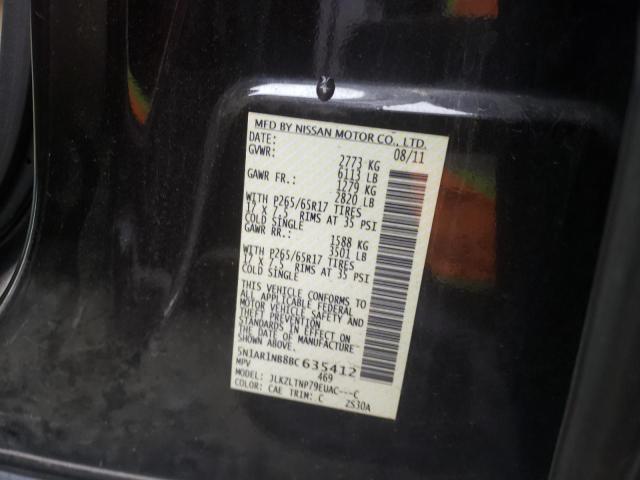 MFD BY NISSAN MOTOR CO., LTD.
DATE: 08/11
GVWR: 2773 KG
6113 LB
GAWR FR.: 1279 KG
2820 LB
WITH P265/65R17 TIRES
17 X 7.5 RIMS AT 35 PSI
COLD SINGLE
GAWR RR.: 1588 KG
3501 LB
WITH P265/65R17 TIRES
17 X 7.5 RIMS AT 35 PSI
COLD SINGLE
THIS VEHICLE CONFORMS TO
ALL APPLICABLE FEDERAL
MOTOR VEHICLE SAFETY AND
THEFT PREVENTION
STANDARDS IN EFFECT ON
THE DATE OF MANUFACTURE
SHOWN ABOVE.
5N1AR1NB8BC 635412
MPV 469
MODEL: JLKZLTNP79EUAC---C
COLOR: CAE TRIM: C ZS30A